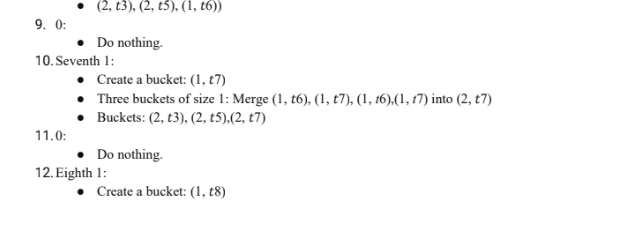 • (2, t3), (2, t5), (1, t6))
9. 0:
• Do nothing.
10. Seventh 1:
• Create a bucket: (1, t7)
• Three buckets of size 1: Merge (1, t6), (1, t7), (1, t6),(1, t7) into (2, t7)
• Buckets: (2, t3), (2, t5),(2, t7)
11. 0:
• Do nothing.
12. Eighth 1:
• Create a bucket: (1, t8)